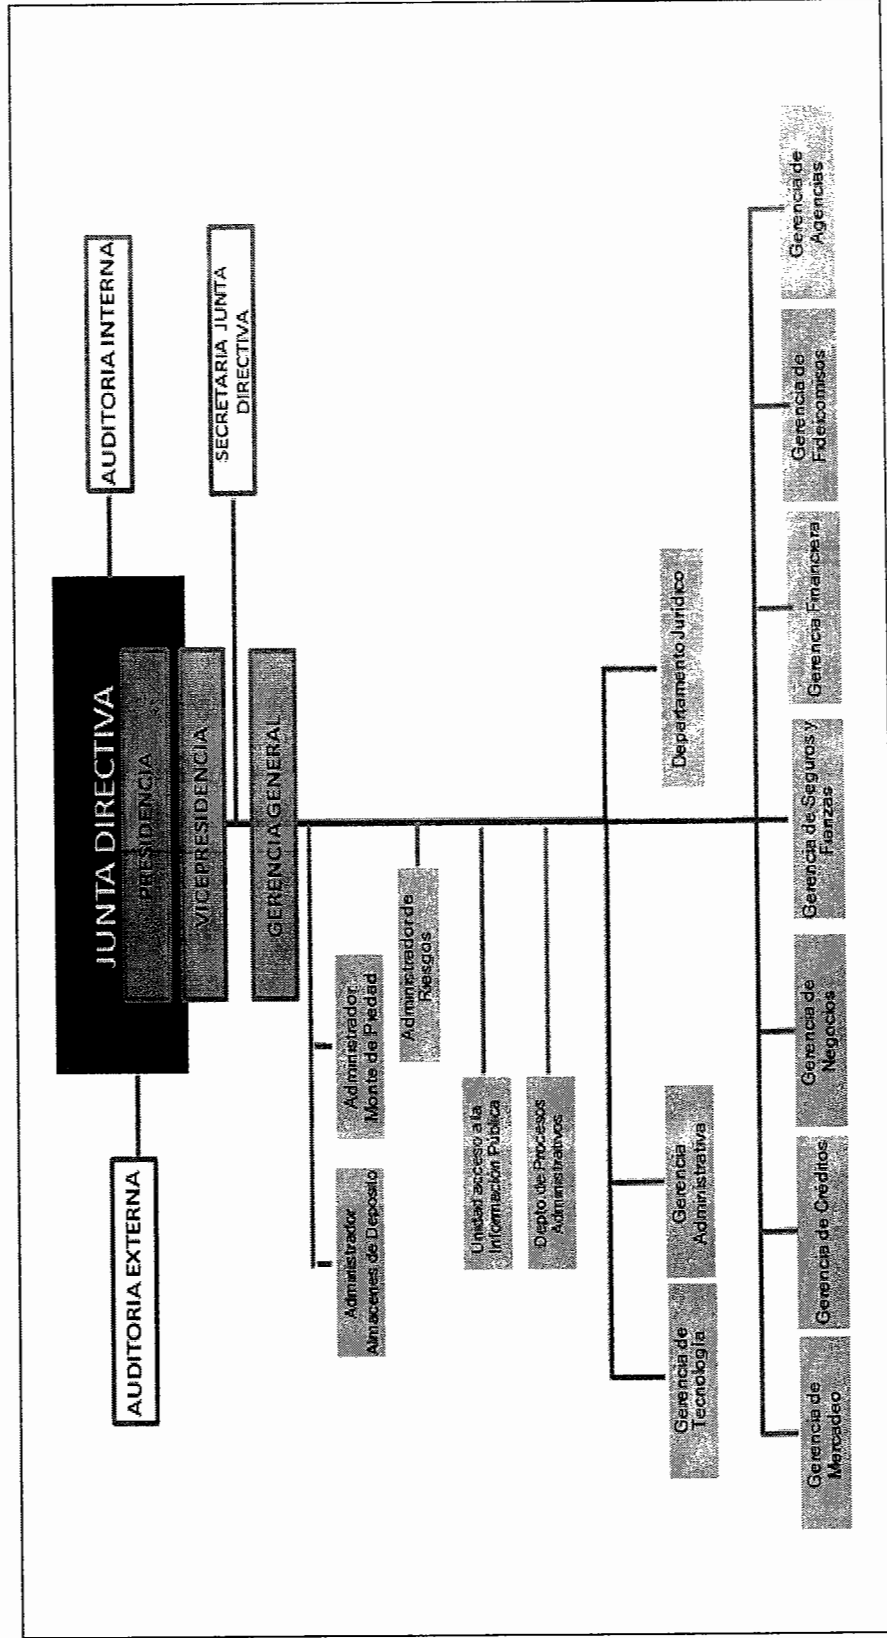 JUNTA DIRECTIVA
PRESIDENCIA
VICEPRESIDENCIA
GERENCIA GENERAL
AUDITORIA EXTERNA
AUDITORIA INTERNA
SECRETARIA JUNTA
DIRECTIVA
Administrador
Almacenes de Deposito
Administrador
Monte de Piedad
Administrador de
Riesgos
Unidad acceso a la
Información Pública
Depto. de Procesos
Administrativos
Gerencia de
Tecnología
Gerencia
Administrativa
Departamento Jurídico
Gerencia de
Mercadeo
Gerencia de Créditos
Gerencia de
Negocios
Gerencia de Seguros y
Fianzas
Gerencia Financiera
Gerencia de
Fideicomisos
Gerencia de
Agencias